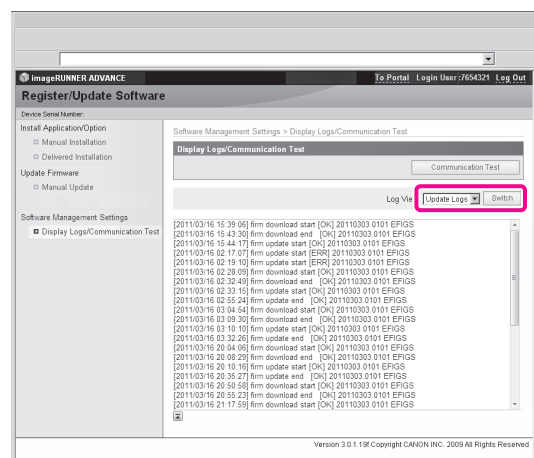 imageRUNNER ADVANCE To Portal Login User:7654321 Log Out
Register/Update Software
Device Serial Number:
Install Application/Option
Manual Installation
Delivered Installation
Update Firmware
Manual Update
Software Management Settings
Display Logs/Communication Test
Software Management Settings > Display Logs/Communication Test
Display Logs/Communication Test
Communication Test
Log Vie Update Logs Switch
[2011/03/16 15:39:06] firm download start [OK] 20110303.0101 EFIGS
[2011/03/16 15:43:30] firm download end [OK] 20110303.0101 EFIGS
[2011/03/16 15:44:17] firm update start [OK] 20110303.0101 EFIGS
[2011/03/16 02:17:07] firm update start [ERR] 20110303.0101 EFIGS
[2011/03/16 02:19:10] firm update start [ERR] 20110303.0101 EFIGS
[2011/03/16 02:28:09] firm download start [OK] 20110303.0101 EFIGS
[2011/03/16 02:32:49] firm download end [OK] 20110303.0101 EFIGS
[2011/03/16 02:33:15] firm update start [OK] 20110303.0101 EFIGS
[2011/03/16 02:55:24] firm update end [OK] 20110303.0101 EFIGS
[2011/03/16 03:04:54] firm download start [OK] 20110303.0101 EFIGS
[2011/03/16 03:09:30] firm download end [OK] 20110303.0101 EFIGS
[2011/03/16 03:10:10] firm update start [OK] 20110303.0101 EFIGS
[2011/03/16 03:32:26] firm update end [OK] 20110303.0101 EFIGS
[2011/03/16 20:04:06] firm download start [OK] 20110303.0101 EFIGS
[2011/03/16 20:08:29] firm download end [OK] 20110303.0101 EFIGS
[2011/03/16 20:10:16] firm update start [OK] 20110303.0101 EFIGS
[2011/03/16 20:35:27] firm update end [OK] 20110303.0101 EFIGS
[2011/03/16 20:50:58] firm download start [OK] 20110303.0101 EFIGS
[2011/03/16 20:55:23] firm download end [OK] 20110303.0101 EFIGS
[2011/03/16 21:17:59] firm download start [OK] 20110303.0101 EFIGS
Version 3.0.1.19f Copyright CANON INC. 2009 All Rights Reserved